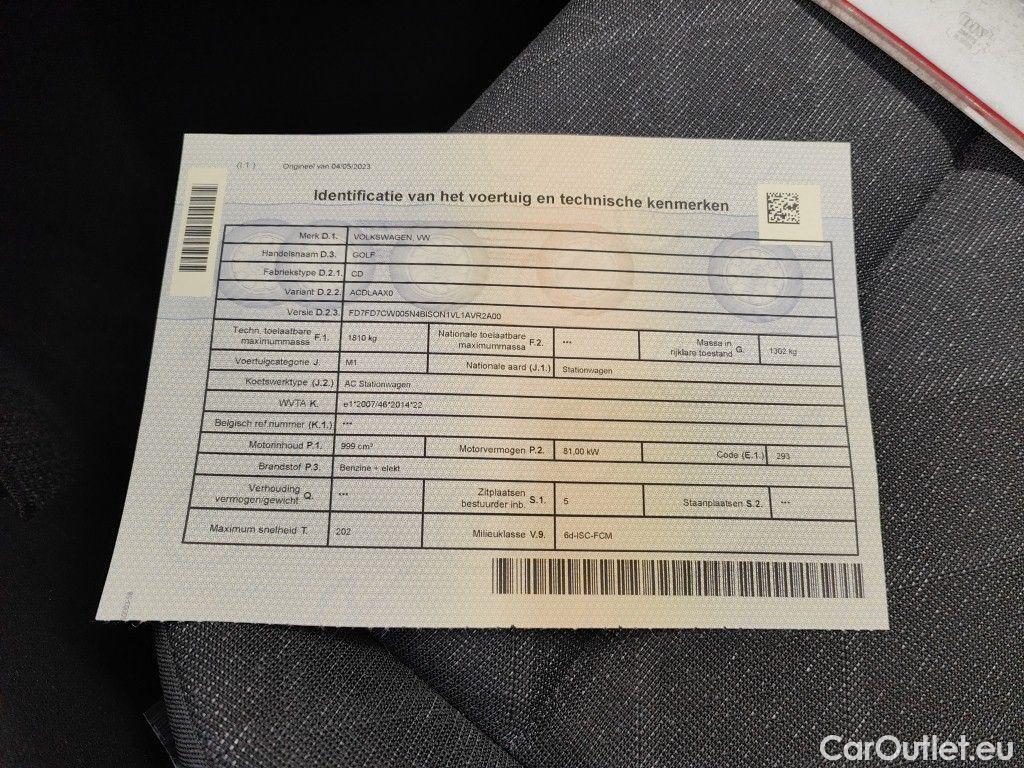 (I.1.) Origineel van 04/05/2023
Identificatie van het voertuig en technische kenmerken
Merk D.1. VOLKSWAGEN, VW
Handelsnaam D.3. GOLF
Fabriekstype D.2.1. CD
Variant D.2.2. ACDLAAX0
Versie D.2.3. FD7FD7CW005N4BISON1VL1AVR2A00
Techn. toelaatbare maximummassa F.1. 1810 kg Nationale toelaatbare maximummassa F.2. *** Massa in rijklare toestand G. 1302 kg
Voertuigcategorie J. M1 Nationale aard (J.1.) Stationwagen
Koetswerktype (J.2.) AC Stationwagen
WVTA K. e1*2007/46*2014*22
Belgisch ref.nummer (K.1.) ***
Motorinhoud P.1. 999 cm³ Motorvermogen P.2. 81,00 kW Code (E.1.) 293
Brandstof P.3. Benzine + elekt
Verhouding vermogen/gewicht Q. *** Zitplaatsen bestuurder inb. S.1. 5 Staanplaatsen S.2. ***
Maximum snelheid T. 202 Milieuklasse V.9. 6d-ISC-FCM
CarOutlet.eu